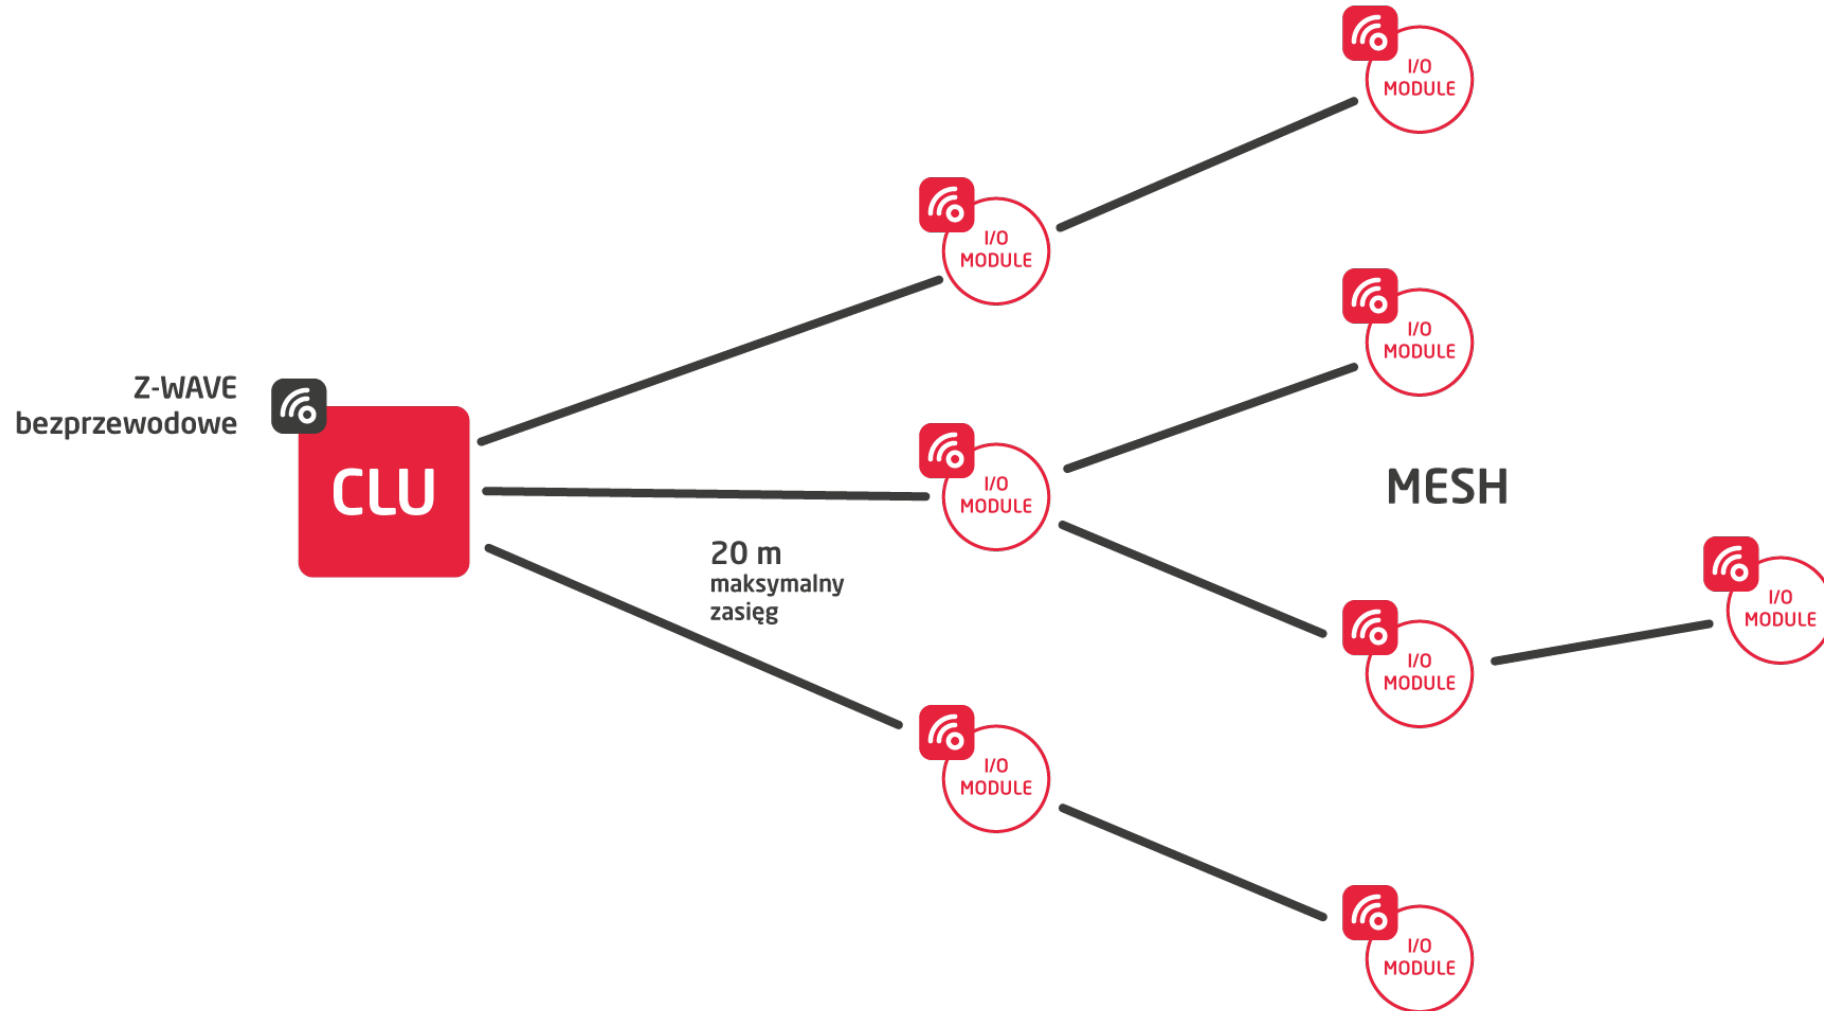 I/O
MODULE
I/O
MODULE
I/O
MODULE
Z-WAVE
bezprzewodowe
CLU
I/O
MODULE
MESH
20 m
maksymalny
zasięg
I/O
MODULE
I/O
MODULE
I/O
MODULE
I/O
MODULE